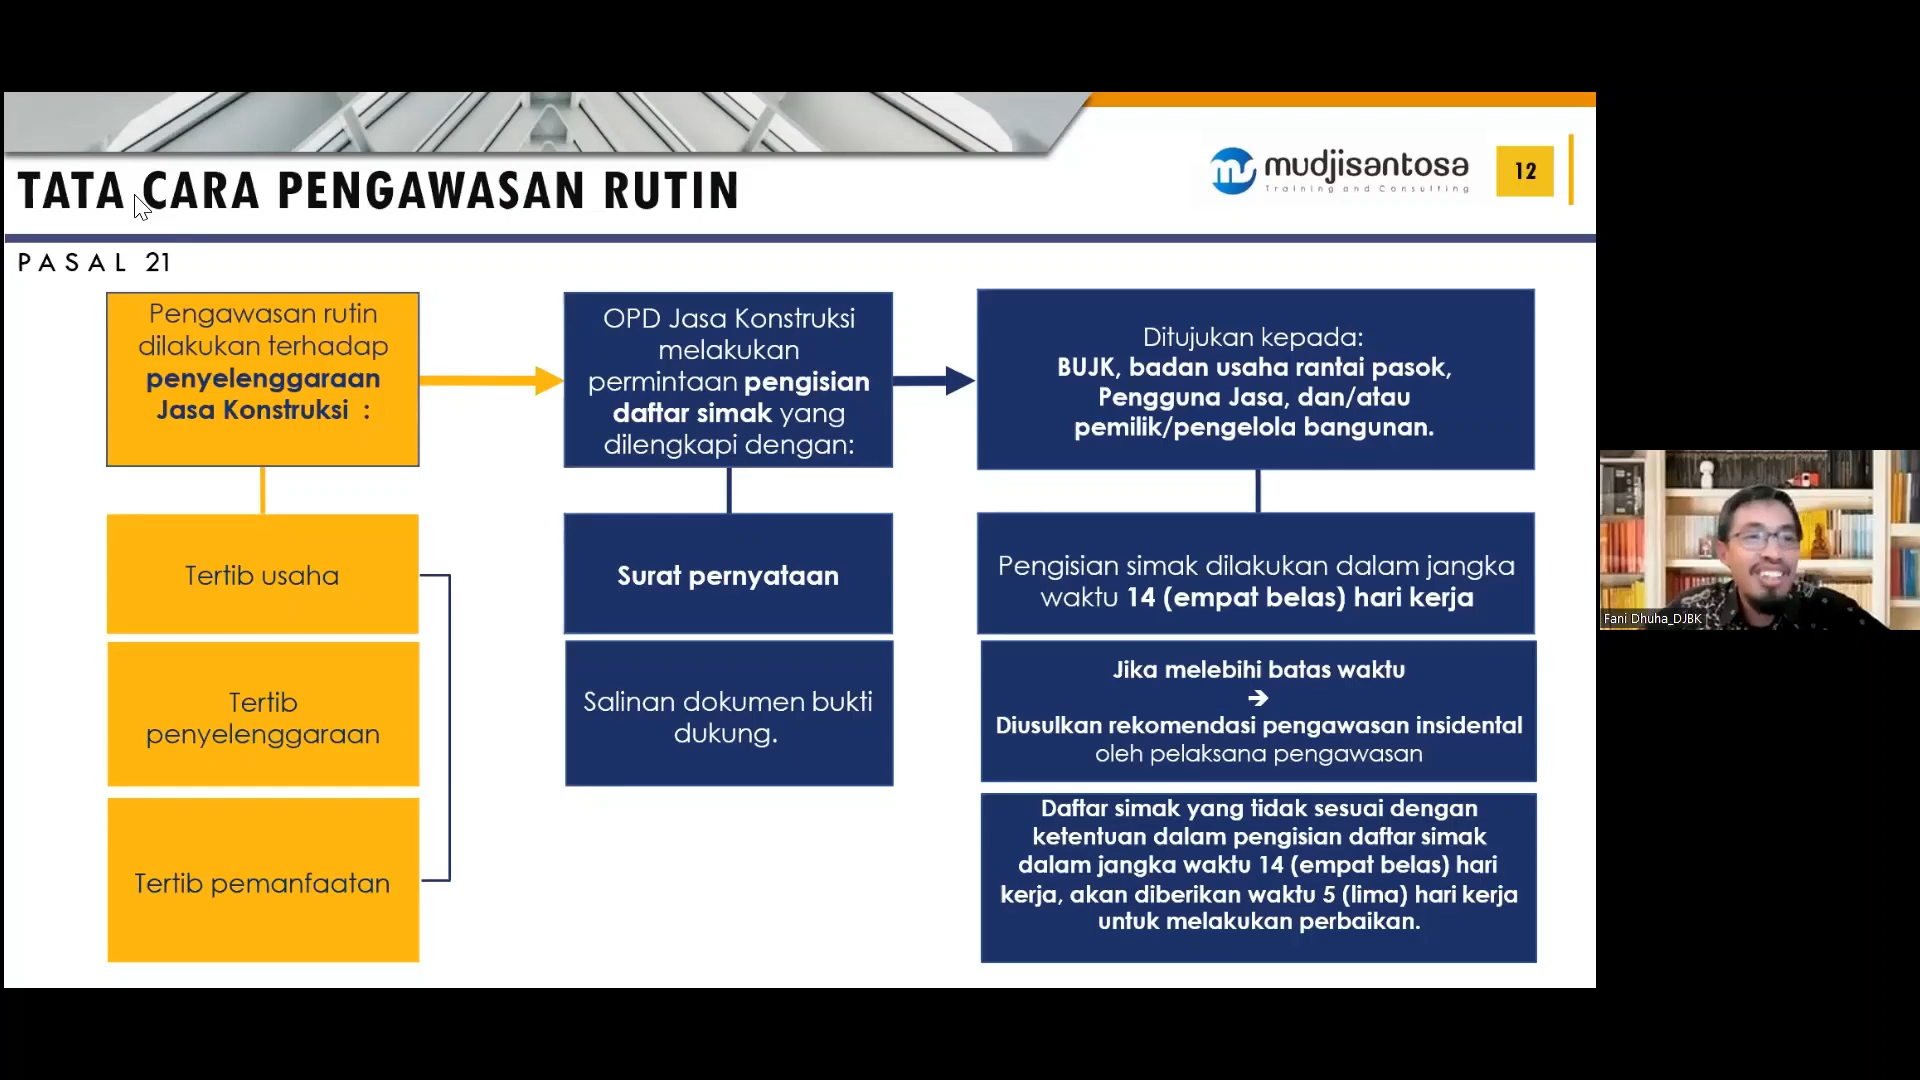 TATA CARA PENGAWASAN RUTIN
mudjisantosa
Training and Consulting
12
PASAL 21
Pengawasan rutin
dilakukan terhadap
penyelenggaraan
Jasa Konstruksi :
OPD Jasa Konstruksi
melakukan
permintaan pengisian
daftar simak yang
dilengkapi dengan:
Ditujukan kepada:
BUJK, badan usaha rantai pasok,
Pengguna Jasa, dan/atau
pemilik/pengelola bangunan.
Tertib usaha
Tertib
penyelenggaraan
Tertib pemanfaatan
Surat pernyataan
Salinan dokumen bukti
dukung.
Pengisian simak dilakukan dalam jangka
waktu 14 (empat belas) hari kerja
Jika melebihi batas waktu
➔
Diusulkan rekomendasi pengawasan insidental
oleh pelaksana pengawasan
Daftar simak yang tidak sesuai dengan
ketentuan dalam pengisian daftar simak
dalam jangka waktu 14 (empat belas) hari
kerja, akan diberikan waktu 5 (lima) hari kerja
untuk melakukan perbaikan.
Fani Dhuha_DJBK